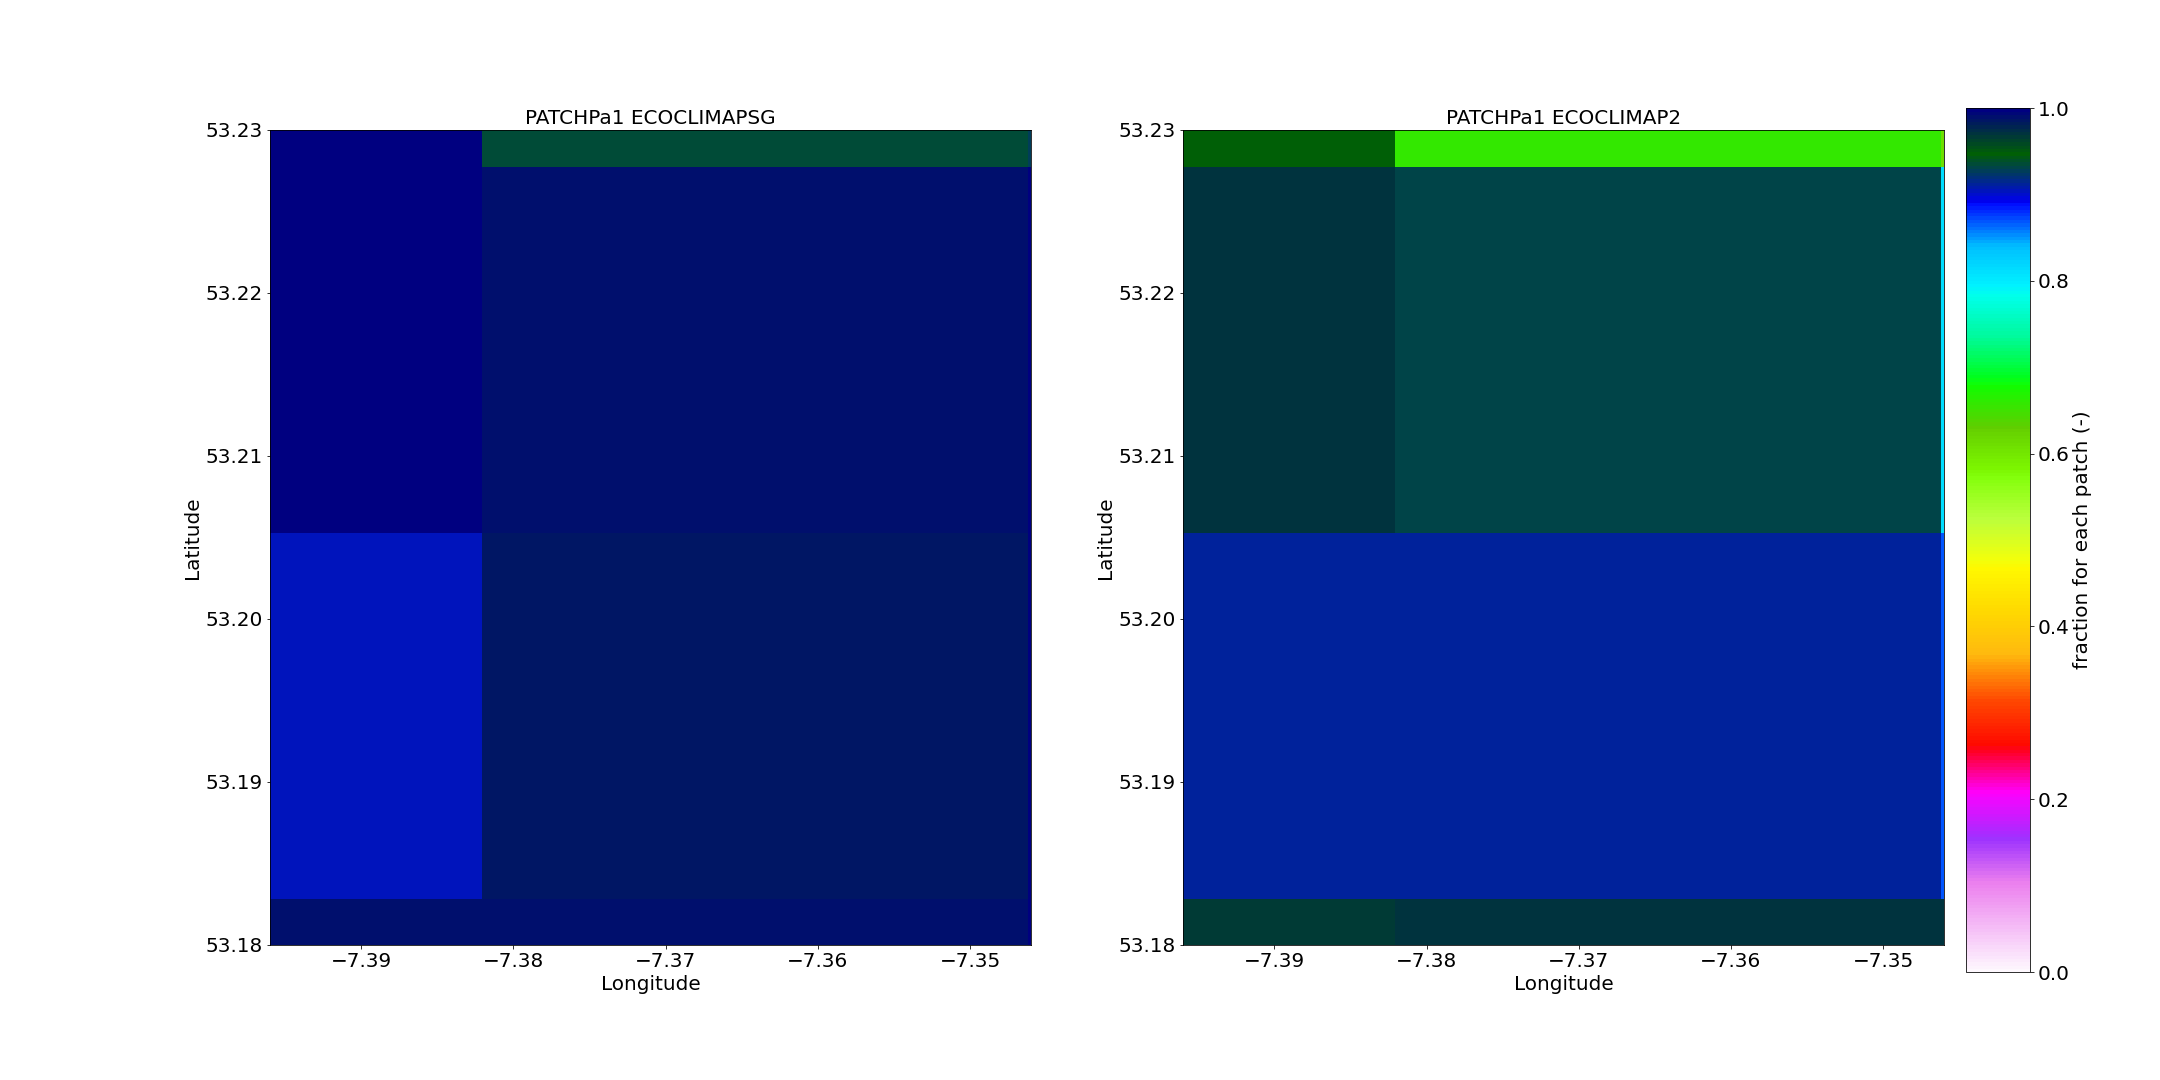 PATCHPa1 ECOCLIMAPSG
53.23
53.22
53.21
53.20
53.19
53.18
Latitude
−7.39 −7.38 −7.37 −7.36 −7.35
Longitude
PATCHPa1 ECOCLIMAP2
53.23
53.22
53.21
53.20
53.19
53.18
Latitude
−7.39 −7.38 −7.37 −7.36 −7.35
Longitude
1.0
0.8
0.6
0.4
0.2
0.0
fraction for each patch (-)